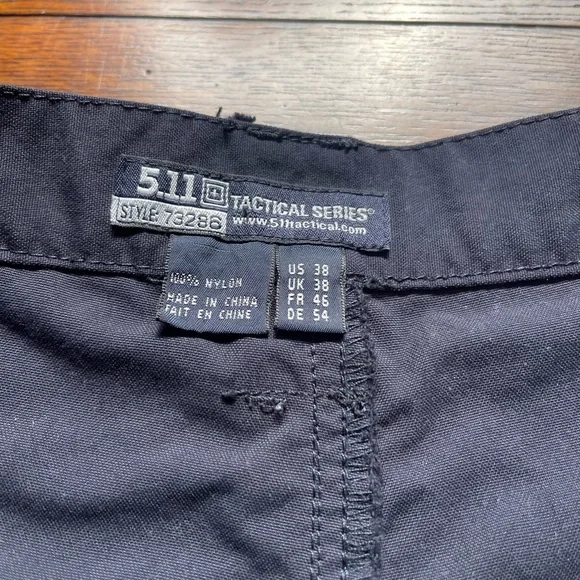 5.11 TACTICAL SERIES®
STYLE: 73286 www.511tactical.com
100% NYLON
MADE IN CHINA
FAIT EN CHINE
US 38
UK 38
FR 46
DE 54